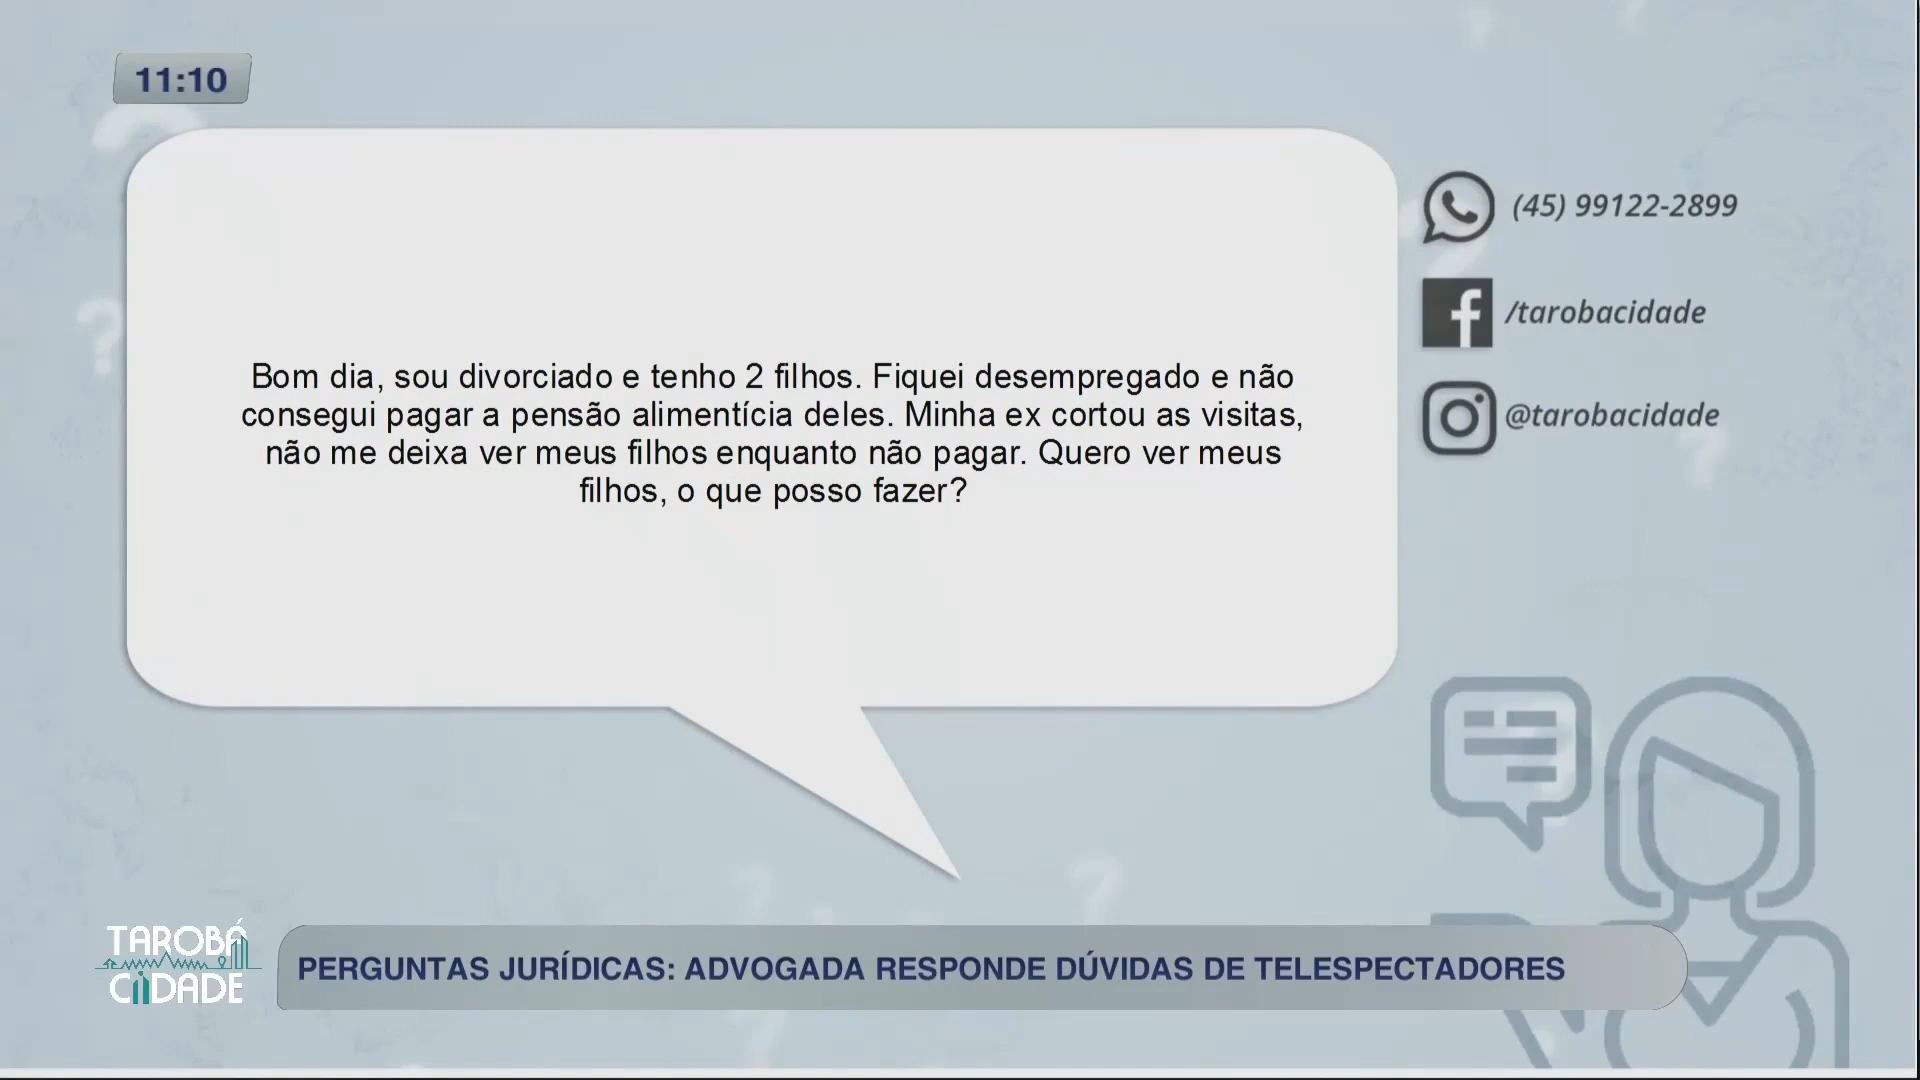 11:10
Bom dia, sou divorciado e tenho 2 filhos. Fiquei desempregado e não
consegui pagar a pensão alimentícia deles. Minha ex cortou as visitas,
não me deixa ver meus filhos enquanto não pagar. Quero ver meus
filhos, o que posso fazer?
(45) 99122-2899
/tarobacidade
@tarobacidade
TAROBÁ
CIDADE
PERGUNTAS JURÍDICAS: ADVOGADA RESPONDE DÚVIDAS DE TELESPECTADORES